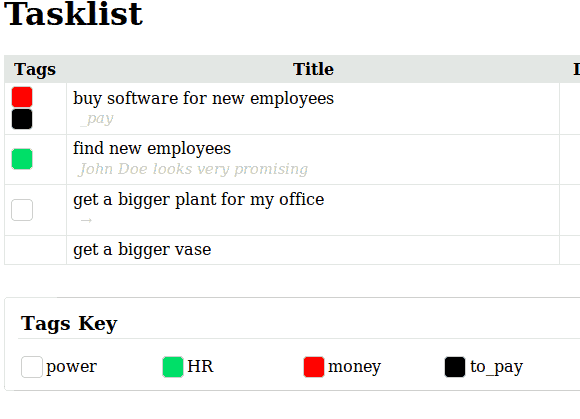 Tasklist
Tags Title
buy software for new employees
_pay
find new employees
John Doe looks very promising
get a bigger plant for my office
→
get a bigger vase
Tags Key
power HR money to_pay